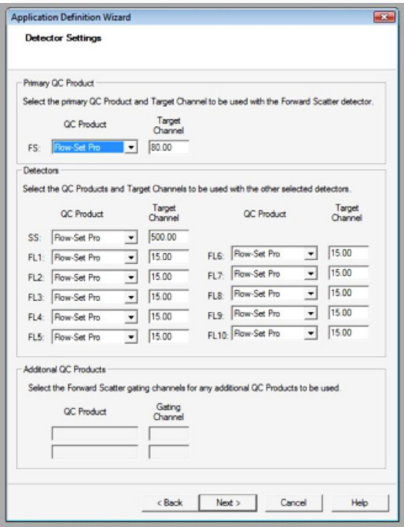 Application Definition Wizard
Detector Settings
Primary QC Product
Select the primary QC Product and Target Channel to be used with the Forward Scatter detector.
QC Product Target Channel
FS: Flow-Set Pro 80.00
Detectors
Select the QC Products and Target Channels to be used with the other selected detectors.
QC Product Target Channel QC Product Target Channel
SS: Flow-Set Pro 500.00
FL1: Flow-Set Pro 15.00 FL6: Flow-Set Pro 15.00
FL2: Flow-Set Pro 15.00 FL7: Flow-Set Pro 15.00
FL3: Flow-Set Pro 15.00 FL8: Flow-Set Pro 15.00
FL4: Flow-Set Pro 15.00 FL9: Flow-Set Pro 15.00
FL5: Flow-Set Pro 15.00 FL10: Flow-Set Pro 15.00
Additonal QC Products
Select the Forward Scatter gating channels for any additional QC Products to be used.
QC Product Gating Channel
< Back Next > Cancel Help